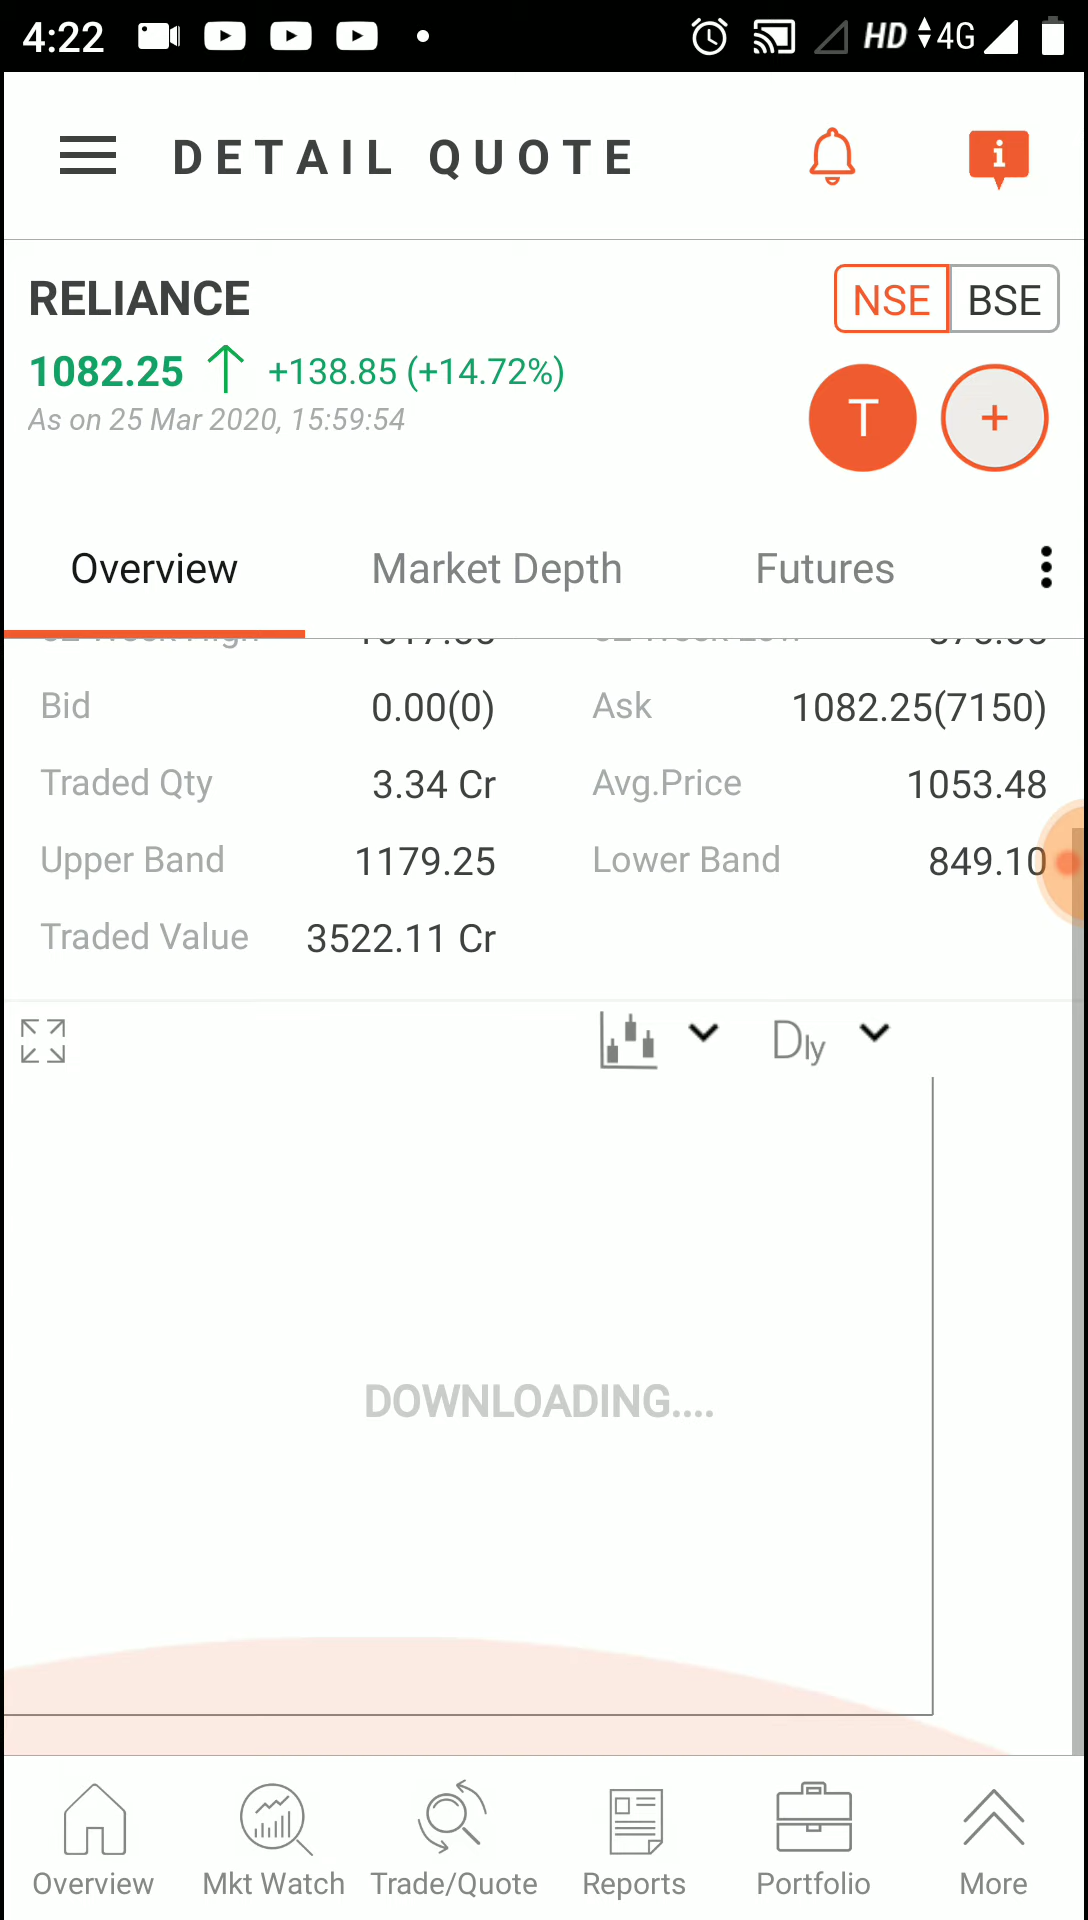 4:22 HD 4G
DETAIL QUOTE
RELIANCE NSE BSE
1082.25 +138.85 (+14.72%)
As on 25 Mar 2020, 15:59:54
T +
Overview Market Depth Futures
Bid 0.00(0) Ask 1082.25(7150)
Traded Qty 3.34 Cr Avg.Price 1053.48
Upper Band 1179.25 Lower Band 849.10
Traded Value 3522.11 Cr
Dly
DOWNLOADING....
Overview Mkt Watch Trade/Quote Reports Portfolio More